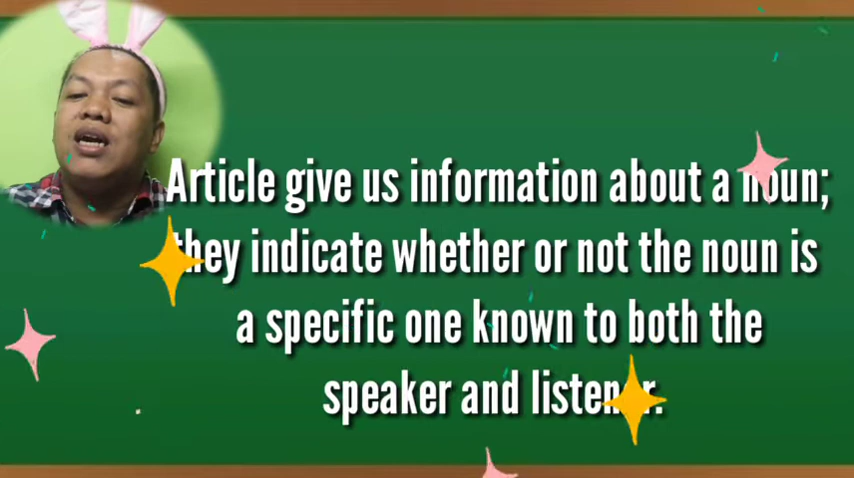 Article give us information about a noun;
they indicate whether or not the noun is
a specific one known to both the
speaker and listener.